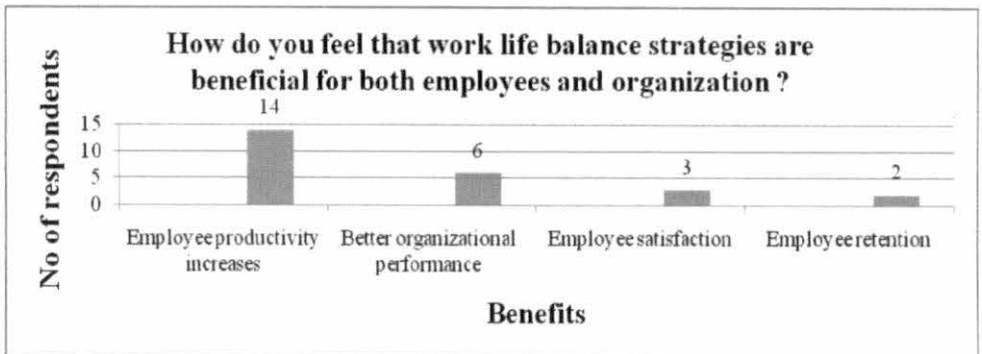 How do you feel that work life balance strategies are
beneficial for both employees and organization ?
No of respondents
15
10
5
0
14
6
3
2
Employee productivity
increases
Better organizational
performance
Employee satisfaction
Employee retention
Benefits